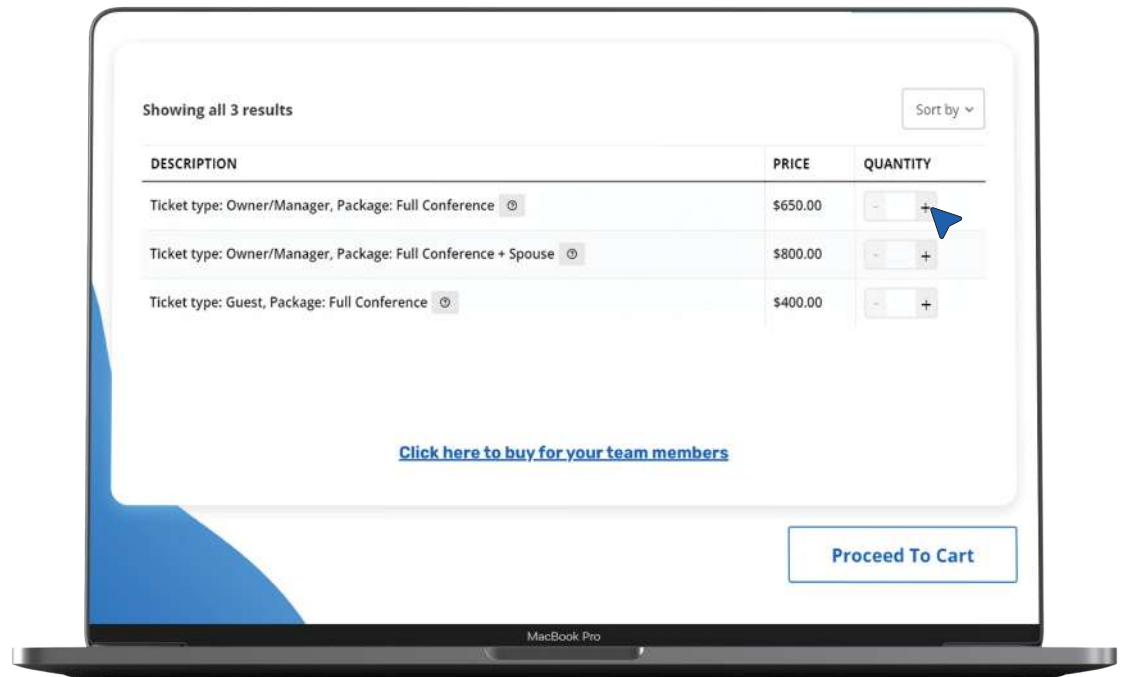 Showing all 3 results
Sort by
DESCRIPTION PRICE QUANTITY
Ticket type: Owner/Manager, Package: Full Conference $650.00 - +
Ticket type: Owner/Manager, Package: Full Conference + Spouse $800.00 - +
Ticket type: Guest, Package: Full Conference $400.00 - +
Click here to buy for your team members
Proceed To Cart
MacBook Pro